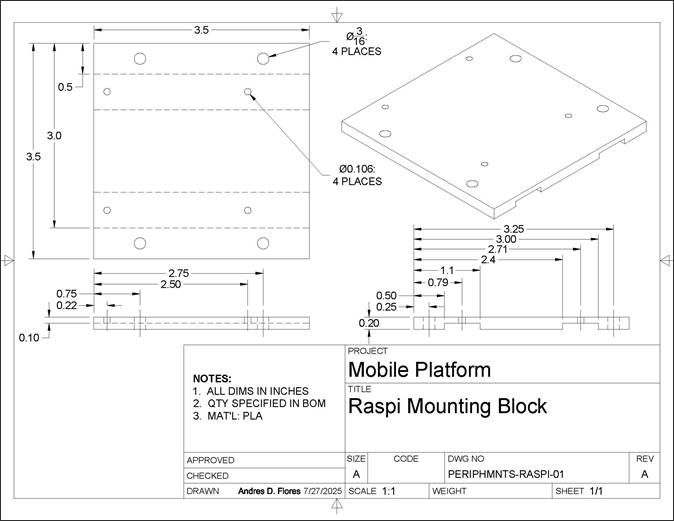 3.5
Ø 3/16:
4 PLACES
0.5
3.0
3.5
Ø0.106:
4 PLACES
3.25
3.00
2.71
2.4
1.1
0.79
0.50
0.25
0.20
2.75
2.50
0.75
0.22
0.10
NOTES:
1. ALL DIMS IN INCHES
2. QTY SPECIFIED IN BOM
3. MAT'L: PLA
PROJECT
Mobile Platform
TITLE
Raspi Mounting Block
APPROVED
CHECKED
DRAWN Andres D. Flores 7/27/2025
SIZE
A
CODE
DWG NO
PERIPHMNTS-RASPI-01
REV
A
SCALE 1:1
WEIGHT
SHEET 1/1